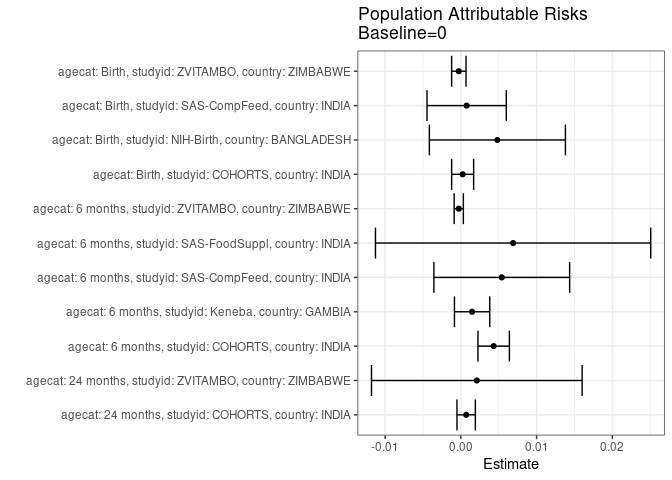 Population Attributable Risks
Baseline=0
agecat: Birth, studyid: ZVITAMBO, country: ZIMBABWE
agecat: Birth, studyid: SAS-CompFeed, country: INDIA
agecat: Birth, studyid: NIH-Birth, country: BANGLADESH
agecat: Birth, studyid: COHORTS, country: INDIA
agecat: 6 months, studyid: ZVITAMBO, country: ZIMBABWE
agecat: 6 months, studyid: SAS-FoodSuppl, country: INDIA
agecat: 6 months, studyid: SAS-CompFeed, country: INDIA
agecat: 6 months, studyid: Keneba, country: GAMBIA
agecat: 6 months, studyid: COHORTS, country: INDIA
agecat: 24 months, studyid: ZVITAMBO, country: ZIMBABWE
agecat: 24 months, studyid: COHORTS, country: INDIA
-0.01 0.00 0.01 0.02
Estimate